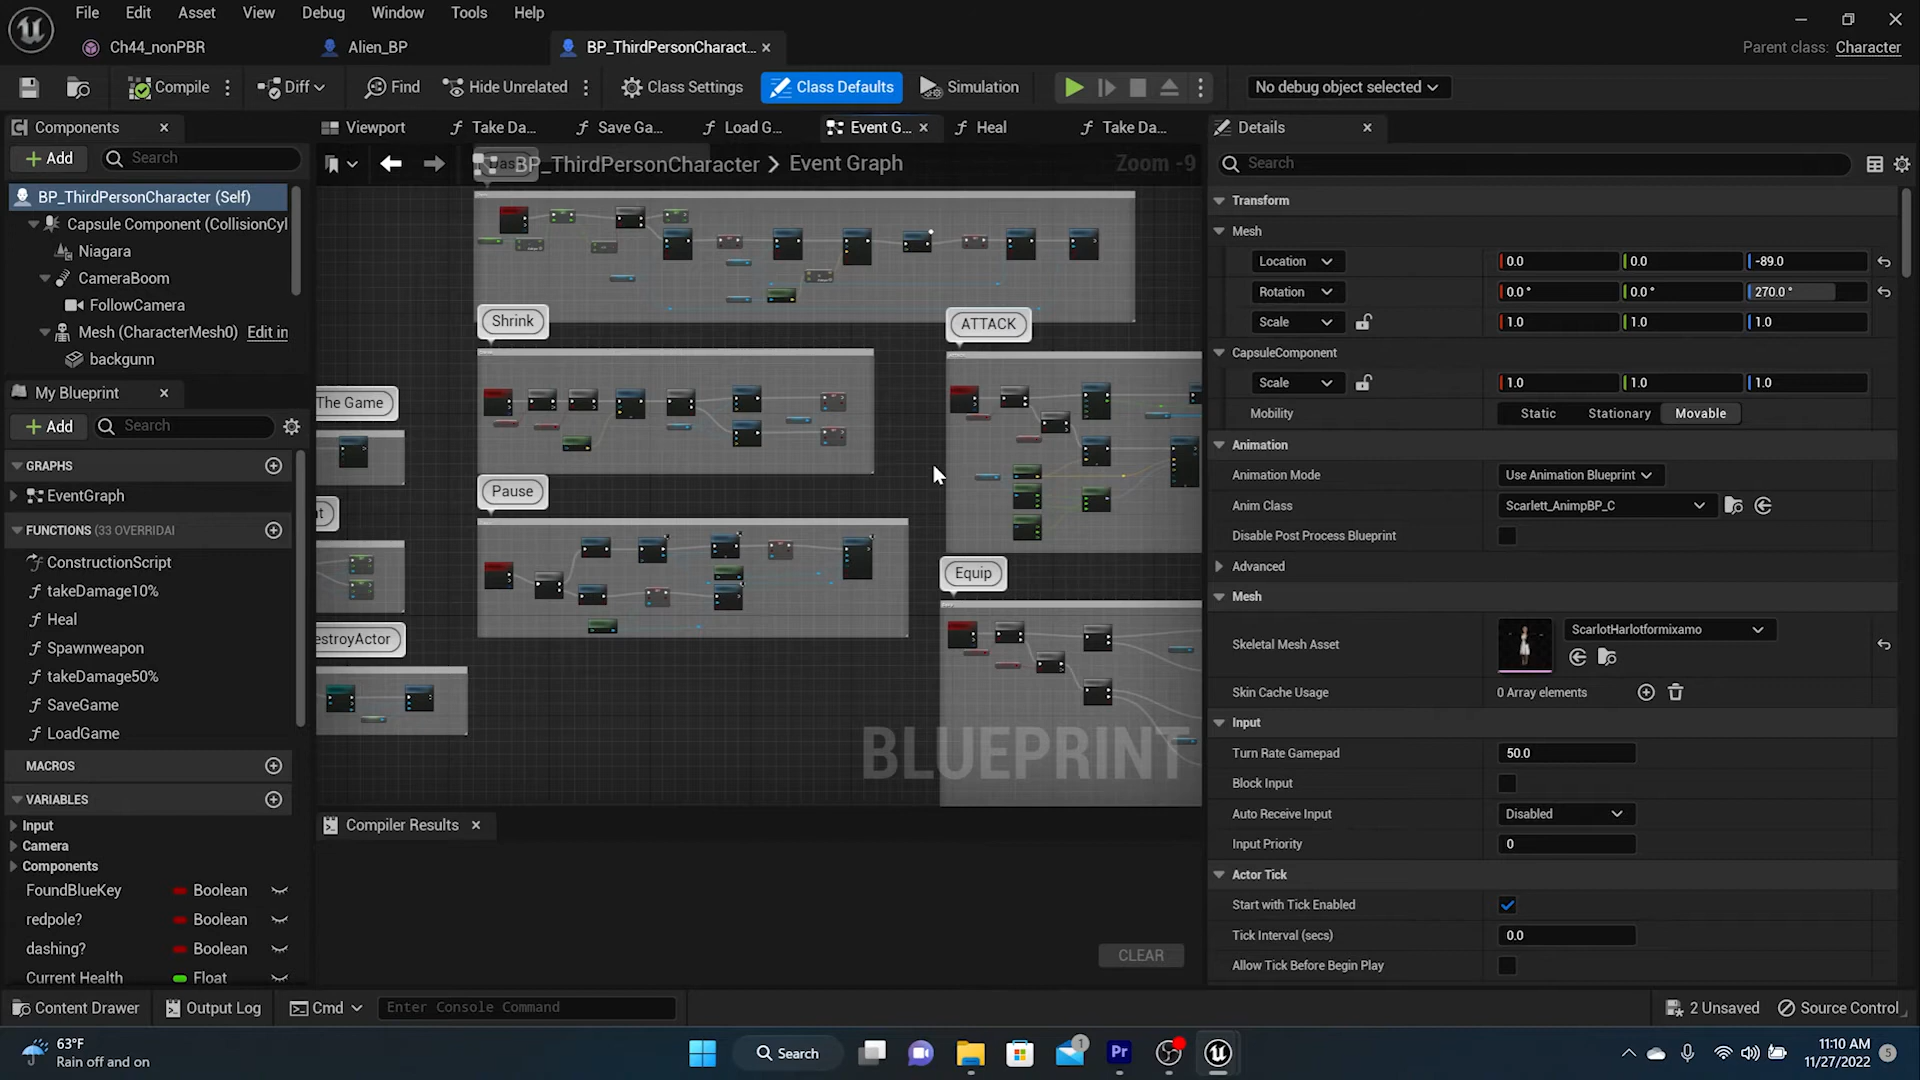 File Edit Asset View Debug Window Tools Help
Ch44_nonPBR
Alien_BP
BP_ThirdPersonCharact...
Parent class: Character
Compile
Diff
Find
Hide Unrelated
Class Settings
Class Defaults
Simulation
No debug object selected
Components
Viewport
Take Da...
Save Ga...
Load G...
Event G...
Heal
Take Da...
Details
Add
Search
BP_ThirdPersonCharacter > Event Graph
Zoom -9
Search
BP_ThirdPersonCharacter (Self)
Capsule Component (CollisionCyl
Niagara
CameraBoom
FollowCamera
Mesh (CharacterMesh0) Edit in
backgunn
My Blueprint
Add
Search
GRAPHS
EventGraph
FUNCTIONS (33 OVERRIDAI
ConstructionScript
takeDamage10%
Heal
Spawnweapon
takeDamage50%
SaveGame
LoadGame
MACROS
VARIABLES
Input
Camera
Components
FoundBlueKey Boolean
redpole? Boolean
dashing? Boolean
Current Health Float
Shrink
ATTACK
The Game
Pause
nt
Equip
estroyActor
BLUEPRINT
Compiler Results
CLEAR
Transform
Mesh
Location 0.0 0.0 -89.0
Rotation 0.0 ° 0.0 ° 270.0 °
Scale 1.0 1.0 1.0
CapsuleComponent
Scale 1.0 1.0 1.0
Mobility Static Stationary Movable
Animation
Animation Mode Use Animation Blueprint
Anim Class Scarlett_AnimpBP_C
Disable Post Process Blueprint
Advanced
Mesh
Skeletal Mesh Asset ScarlotHarlotformixamo
Skin Cache Usage 0 Array elements
Input
Turn Rate Gamepad 50.0
Block Input
Auto Receive Input Disabled
Input Priority 0
Actor Tick
Start with Tick Enabled
Tick Interval (secs) 0.0
Allow Tick Before Begin Play
Content Drawer
Output Log
Cmd
Enter Console Command
2 Unsaved
Source Control
63°F
Rain off and on
Search
1
Pr
11:10 AM
11/27/2022
5